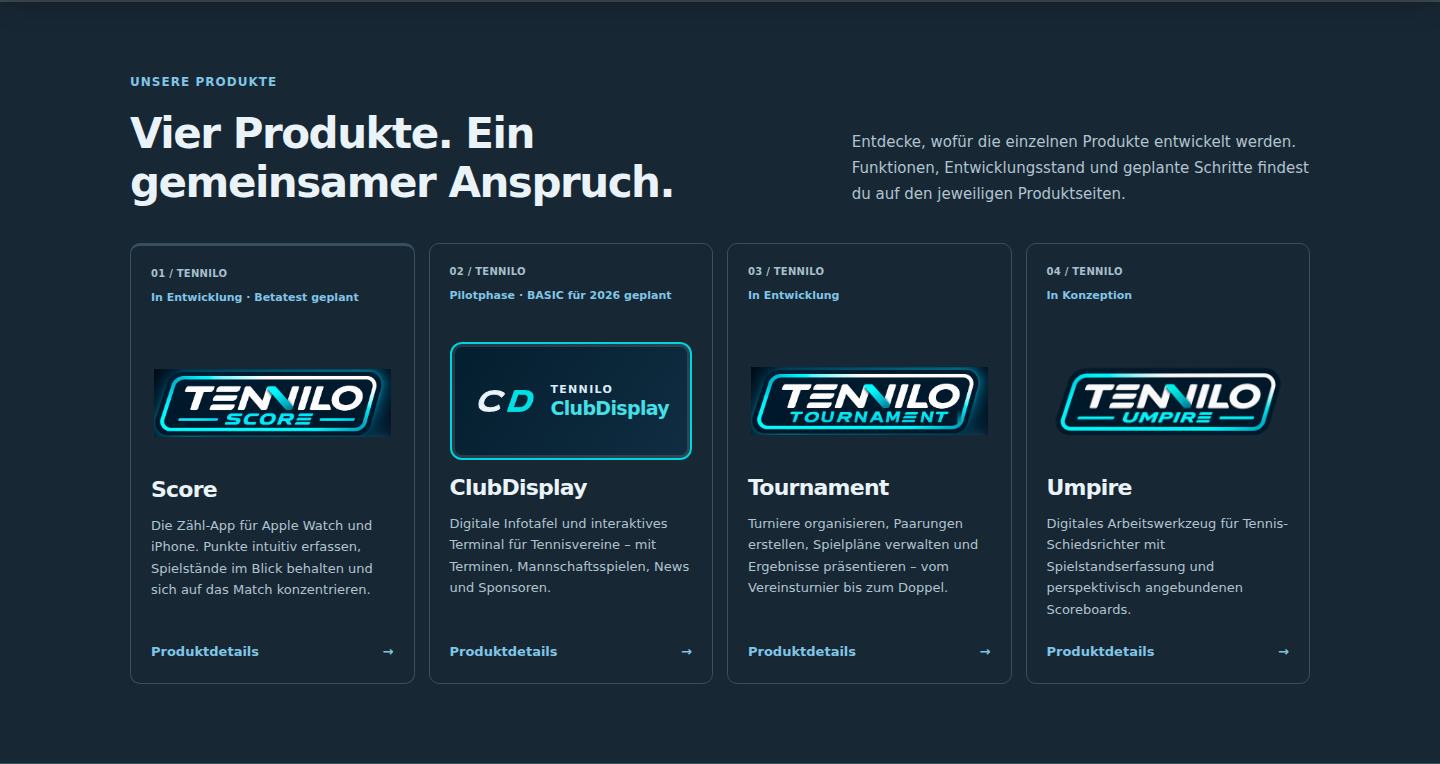 UNSERE PRODUKTE
Vier Produkte. Ein
gemeinsamer Anspruch.
Entdecke, wofür die einzelnen Produkte entwickelt werden.
Funktionen, Entwicklungsstand und geplante Schritte findest
du auf den jeweiligen Produktseiten.
01 / TENNILO
In Entwicklung · Betatest geplant
TENNILO
SCORE
Score
Die Zähl-App für Apple Watch und
iPhone. Punkte intuitiv erfassen,
Spielstände im Blick behalten und
sich auf das Match konzentrieren.
Produktdetails →
02 / TENNILO
Pilotphase · BASIC für 2026 geplant
CD
TENNILO
ClubDisplay
ClubDisplay
Digitale Infotafel und interaktives
Terminal für Tennisvereine – mit
Terminen, Mannschaftsspielen, News
und Sponsoren.
Produktdetails →
03 / TENNILO
In Entwicklung
TENNILO
TOURNAMENT
Tournament
Turniere organisieren, Paarungen
erstellen, Spielpläne verwalten und
Ergebnisse präsentieren – vom
Vereinsturnier bis zum Doppel.
Produktdetails →
04 / TENNILO
In Konzeption
TENNILO
UMPIRE
Umpire
Digitales Arbeitswerkzeug für Tennis-
Schiedsrichter mit
Spielstandserfassung und
perspektivisch angebundenen
Scoreboards.
Produktdetails →